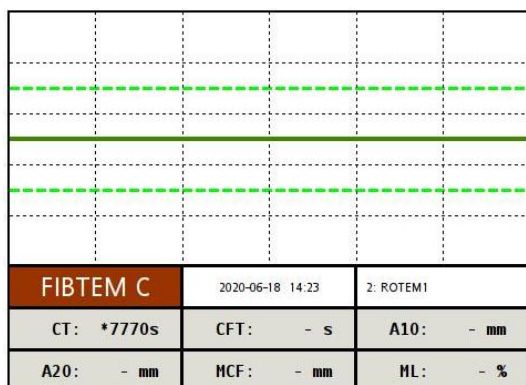 FIBTEM C 2020-06-18 14:23 2: ROTEM1
CT: *7770s CFT: - s A10: - mm
A20: - mm MCF: - mm ML: - %